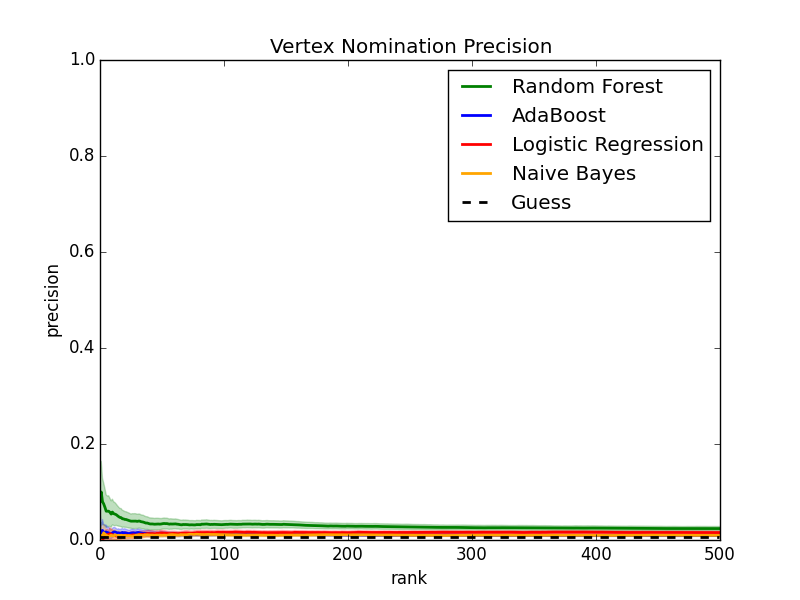 Vertex Nomination Precision
1.0
0.8
0.6
0.4
0.2
0.0
precision
Random Forest
AdaBoost
Logistic Regression
Naive Bayes
Guess
0 100 200 300 400 500
rank